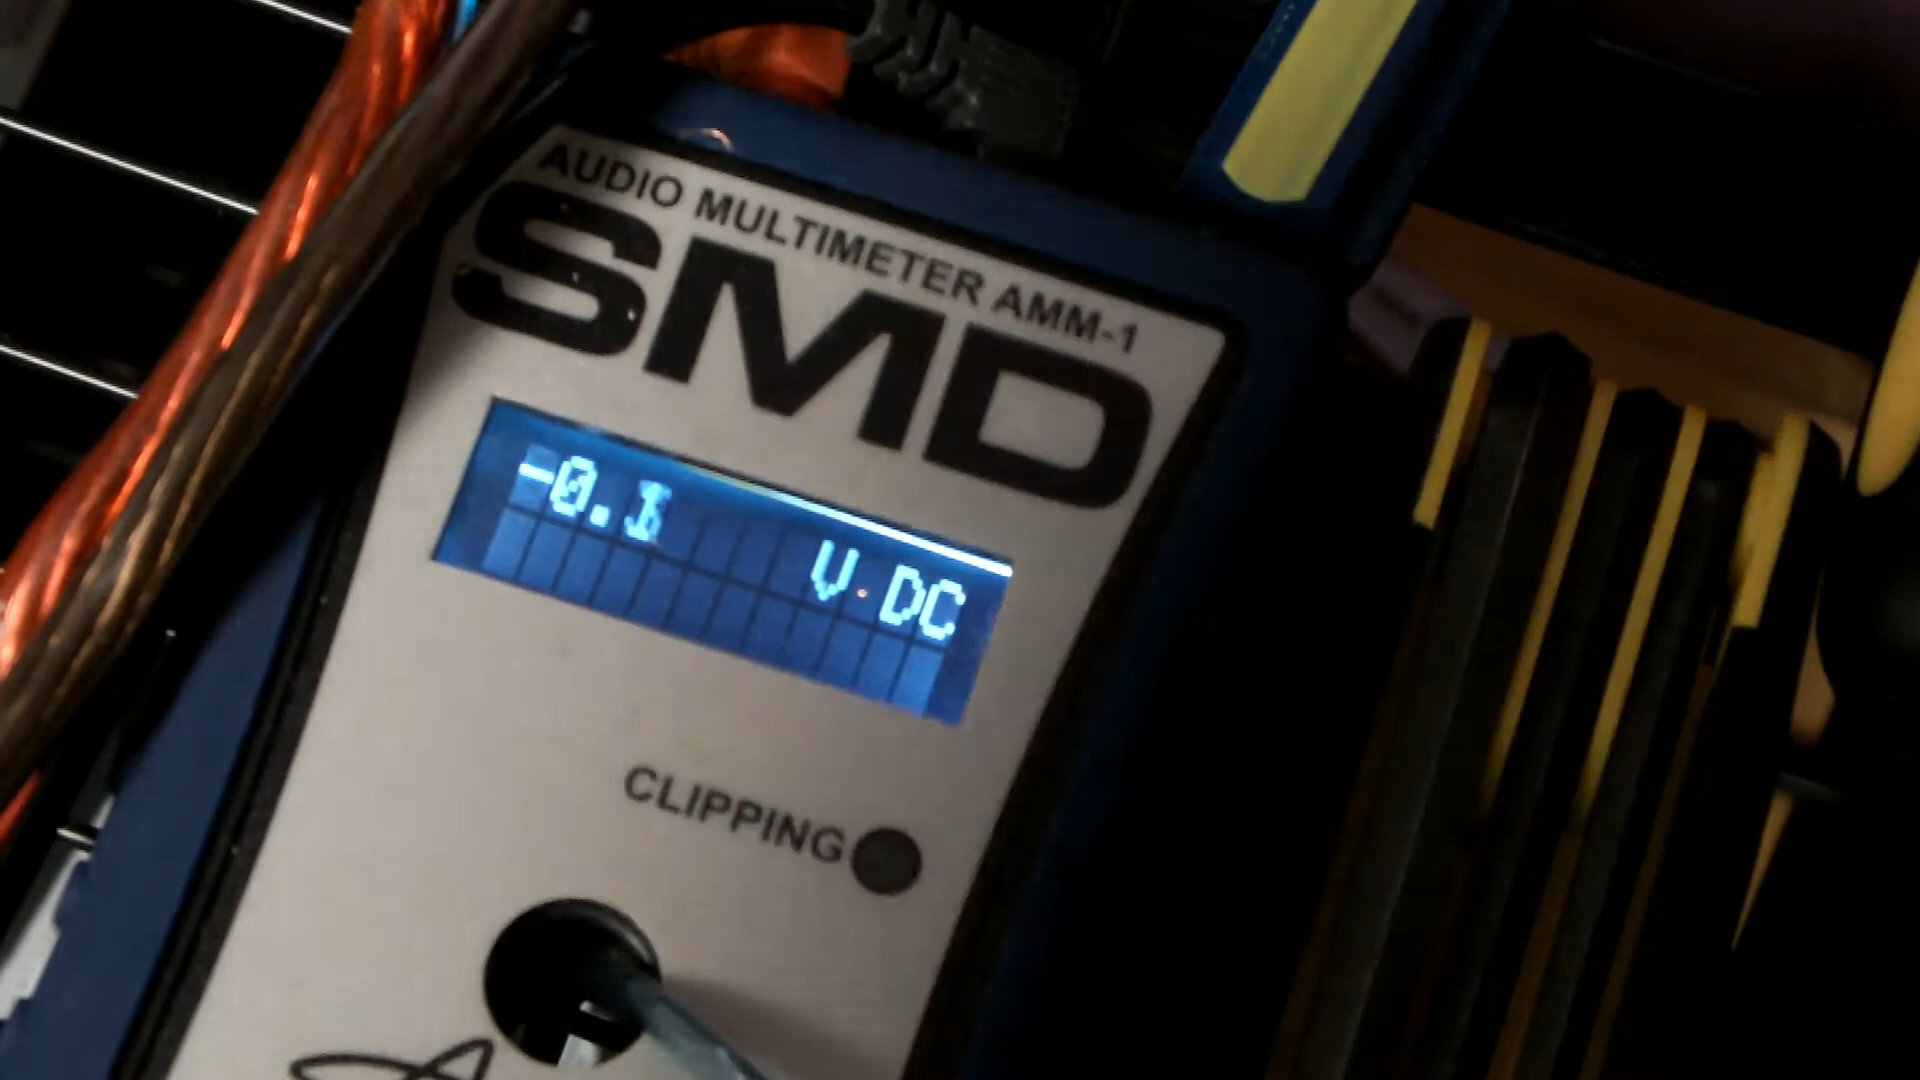 AUDIO MULTIMETER AMM-1
SMD
V DC
CLIPPING